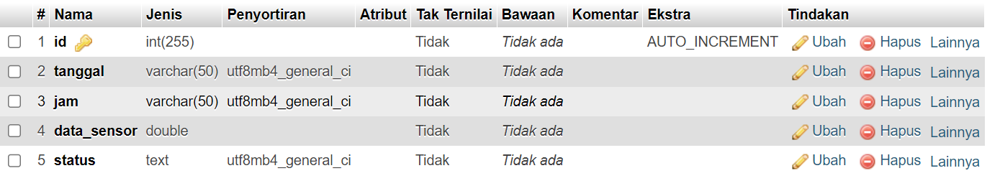 # Nama Jenis Penyortiran Atribut Tak Ternilai Bawaan Komentar Ekstra Tindakan
1 id int(255) Tidak Tidak ada AUTO_INCREMENT Ubah Hapus Lainnya
2 tanggal varchar(50) utf8mb4_general_ci Tidak Tidak ada Ubah Hapus Lainnya
3 jam varchar(50) utf8mb4_general_ci Tidak Tidak ada Ubah Hapus Lainnya
4 data_sensor double Tidak Tidak ada Ubah Hapus Lainnya
5 status text utf8mb4_general_ci Tidak Tidak ada Ubah Hapus Lainnya